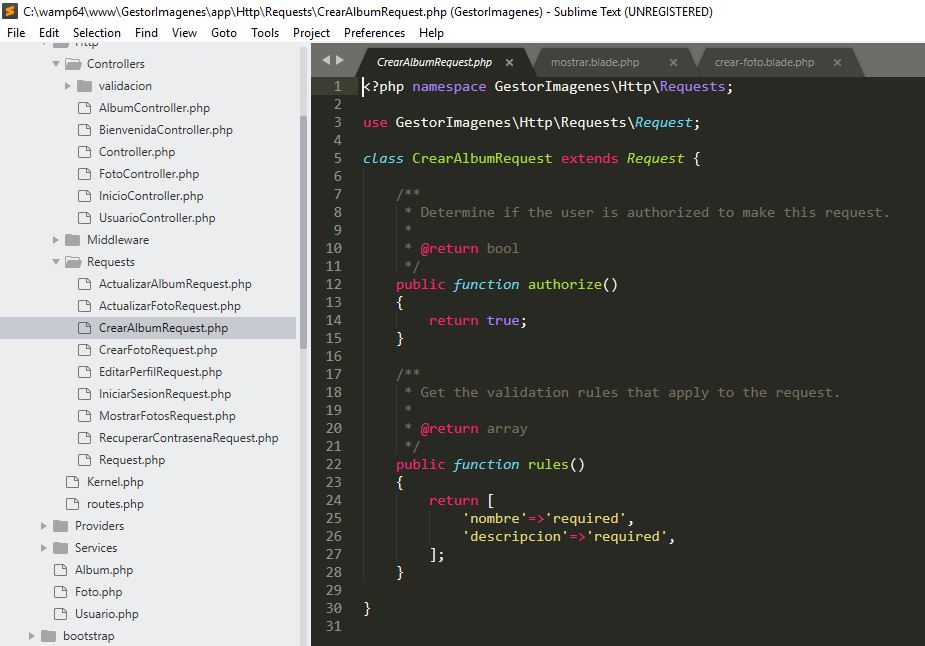 C:\wamp64\www\GestorImagenes\app\Http\Requests\CrearAlbumRequest.php (GestorImagenes) - Sublime Text (UNREGISTERED)
File Edit Selection Find View Goto Tools Project Preferences Help
Http
Controllers
validacion
AlbumController.php
BienvenidaController.php
Controller.php
FotoController.php
InicioController.php
UsuarioController.php
Middleware
Requests
ActualizarAlbumRequest.php
ActualizarFotoRequest.php
CrearAlbumRequest.php
CrearFotoRequest.php
EditarPerfilRequest.php
IniciarSesionRequest.php
MostrarFotosRequest.php
RecuperarContrasenaRequest.php
Request.php
Kernel.php
routes.php
Providers
Services
Album.php
Foto.php
Usuario.php
bootstrap
CrearAlbumRequest.php × mostrar.blade.php × crear-foto.blade.php ×
1 <?php namespace GestorImagenes\Http\Requests;
2
3 use GestorImagenes\Http\Requests\Request;
4
5 class CrearAlbumRequest extends Request {
6
7     /**
8      * Determine if the user is authorized to make this request.
9      *
10      * @return bool
11      */
12     public function authorize()
13     {
14         return true;
15     }
16
17     /**
18      * Get the validation rules that apply to the request.
19      *
20      * @return array
21      */
22     public function rules()
23     {
24         return [
25             'nombre'=>'required',
26             'descripcion'=>'required',
27         ];
28     }
29
30 }
31